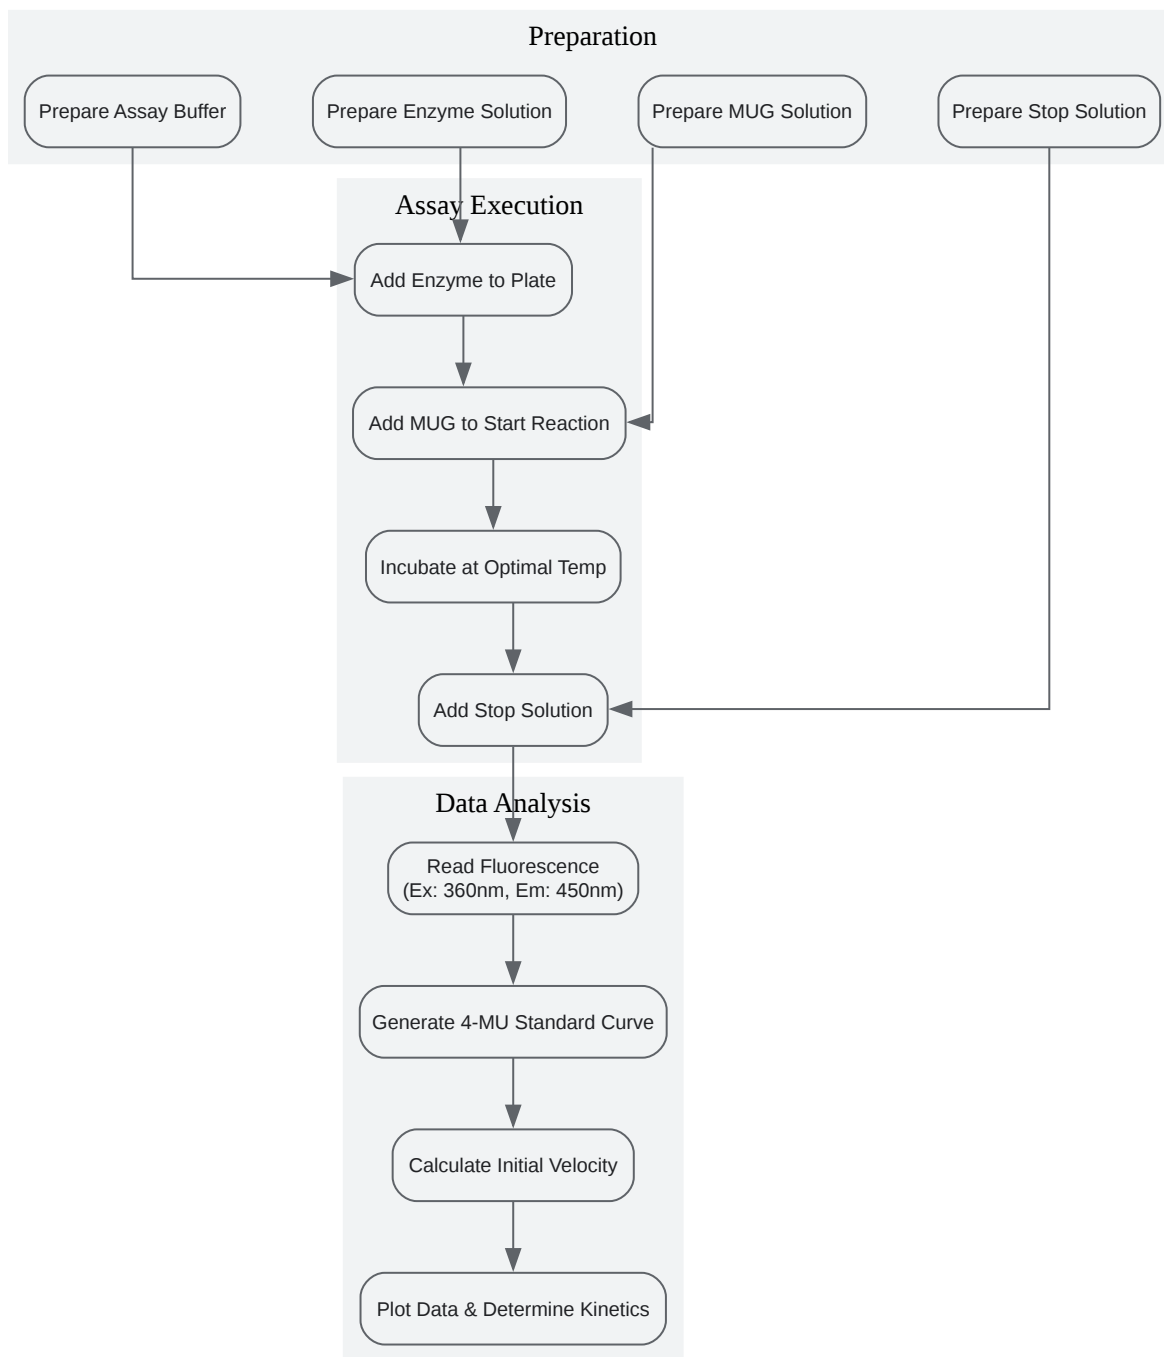 Preparation
Prepare Assay Buffer
Prepare Enzyme Solution
Prepare MUG Solution
Prepare Stop Solution
Assay Execution
Add Enzyme to Plate
Add MUG to Start Reaction
Incubate at Optimal Temp
Add Stop Solution
Data Analysis
Read Fluorescence
(Ex: 360nm, Em: 450nm)
Generate 4-MU Standard Curve
Calculate Initial Velocity
Plot Data & Determine Kinetics